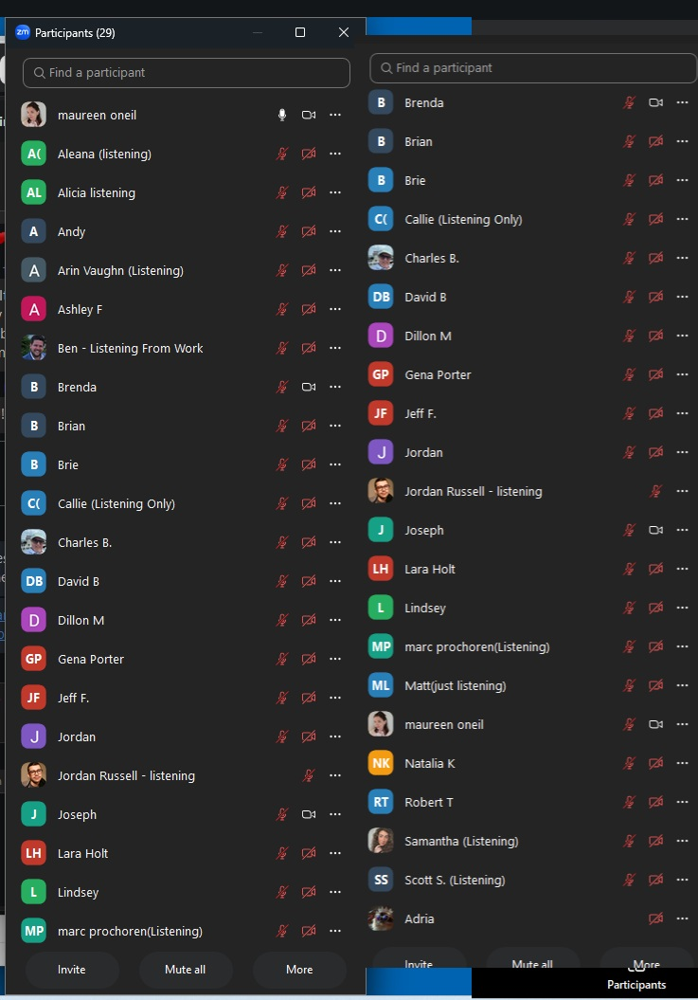 zm Participants (29)
Find a participant
maureen oneil
A( Aleana (listening)
AL Alicia listening
A Andy
A Arin Vaughn (Listening)
A Ashley F
Ben - Listening From Work
B Brenda
B Brian
B Brie
C( Callie (Listening Only)
Charles B.
DB David B
D Dillon M
GP Gena Porter
JF Jeff F.
J Jordan
Jordan Russell - listening
J Joseph
LH Lara Holt
L Lindsey
MP marc prochoren(Listening)
Invite Mute all More
Find a participant
B Brenda
B Brian
B Brie
C( Callie (Listening Only)
Charles B.
DB David B
D Dillon M
GP Gena Porter
JF Jeff F.
J Jordan
Jordan Russell - listening
J Joseph
LH Lara Holt
L Lindsey
MP marc prochoren(Listening)
ML Matt(just listening)
maureen oneil
NK Natalia K
RT Robert T
Samantha (Listening)
SS Scott S. (Listening)
Adria
Invite Mute all More
Participants